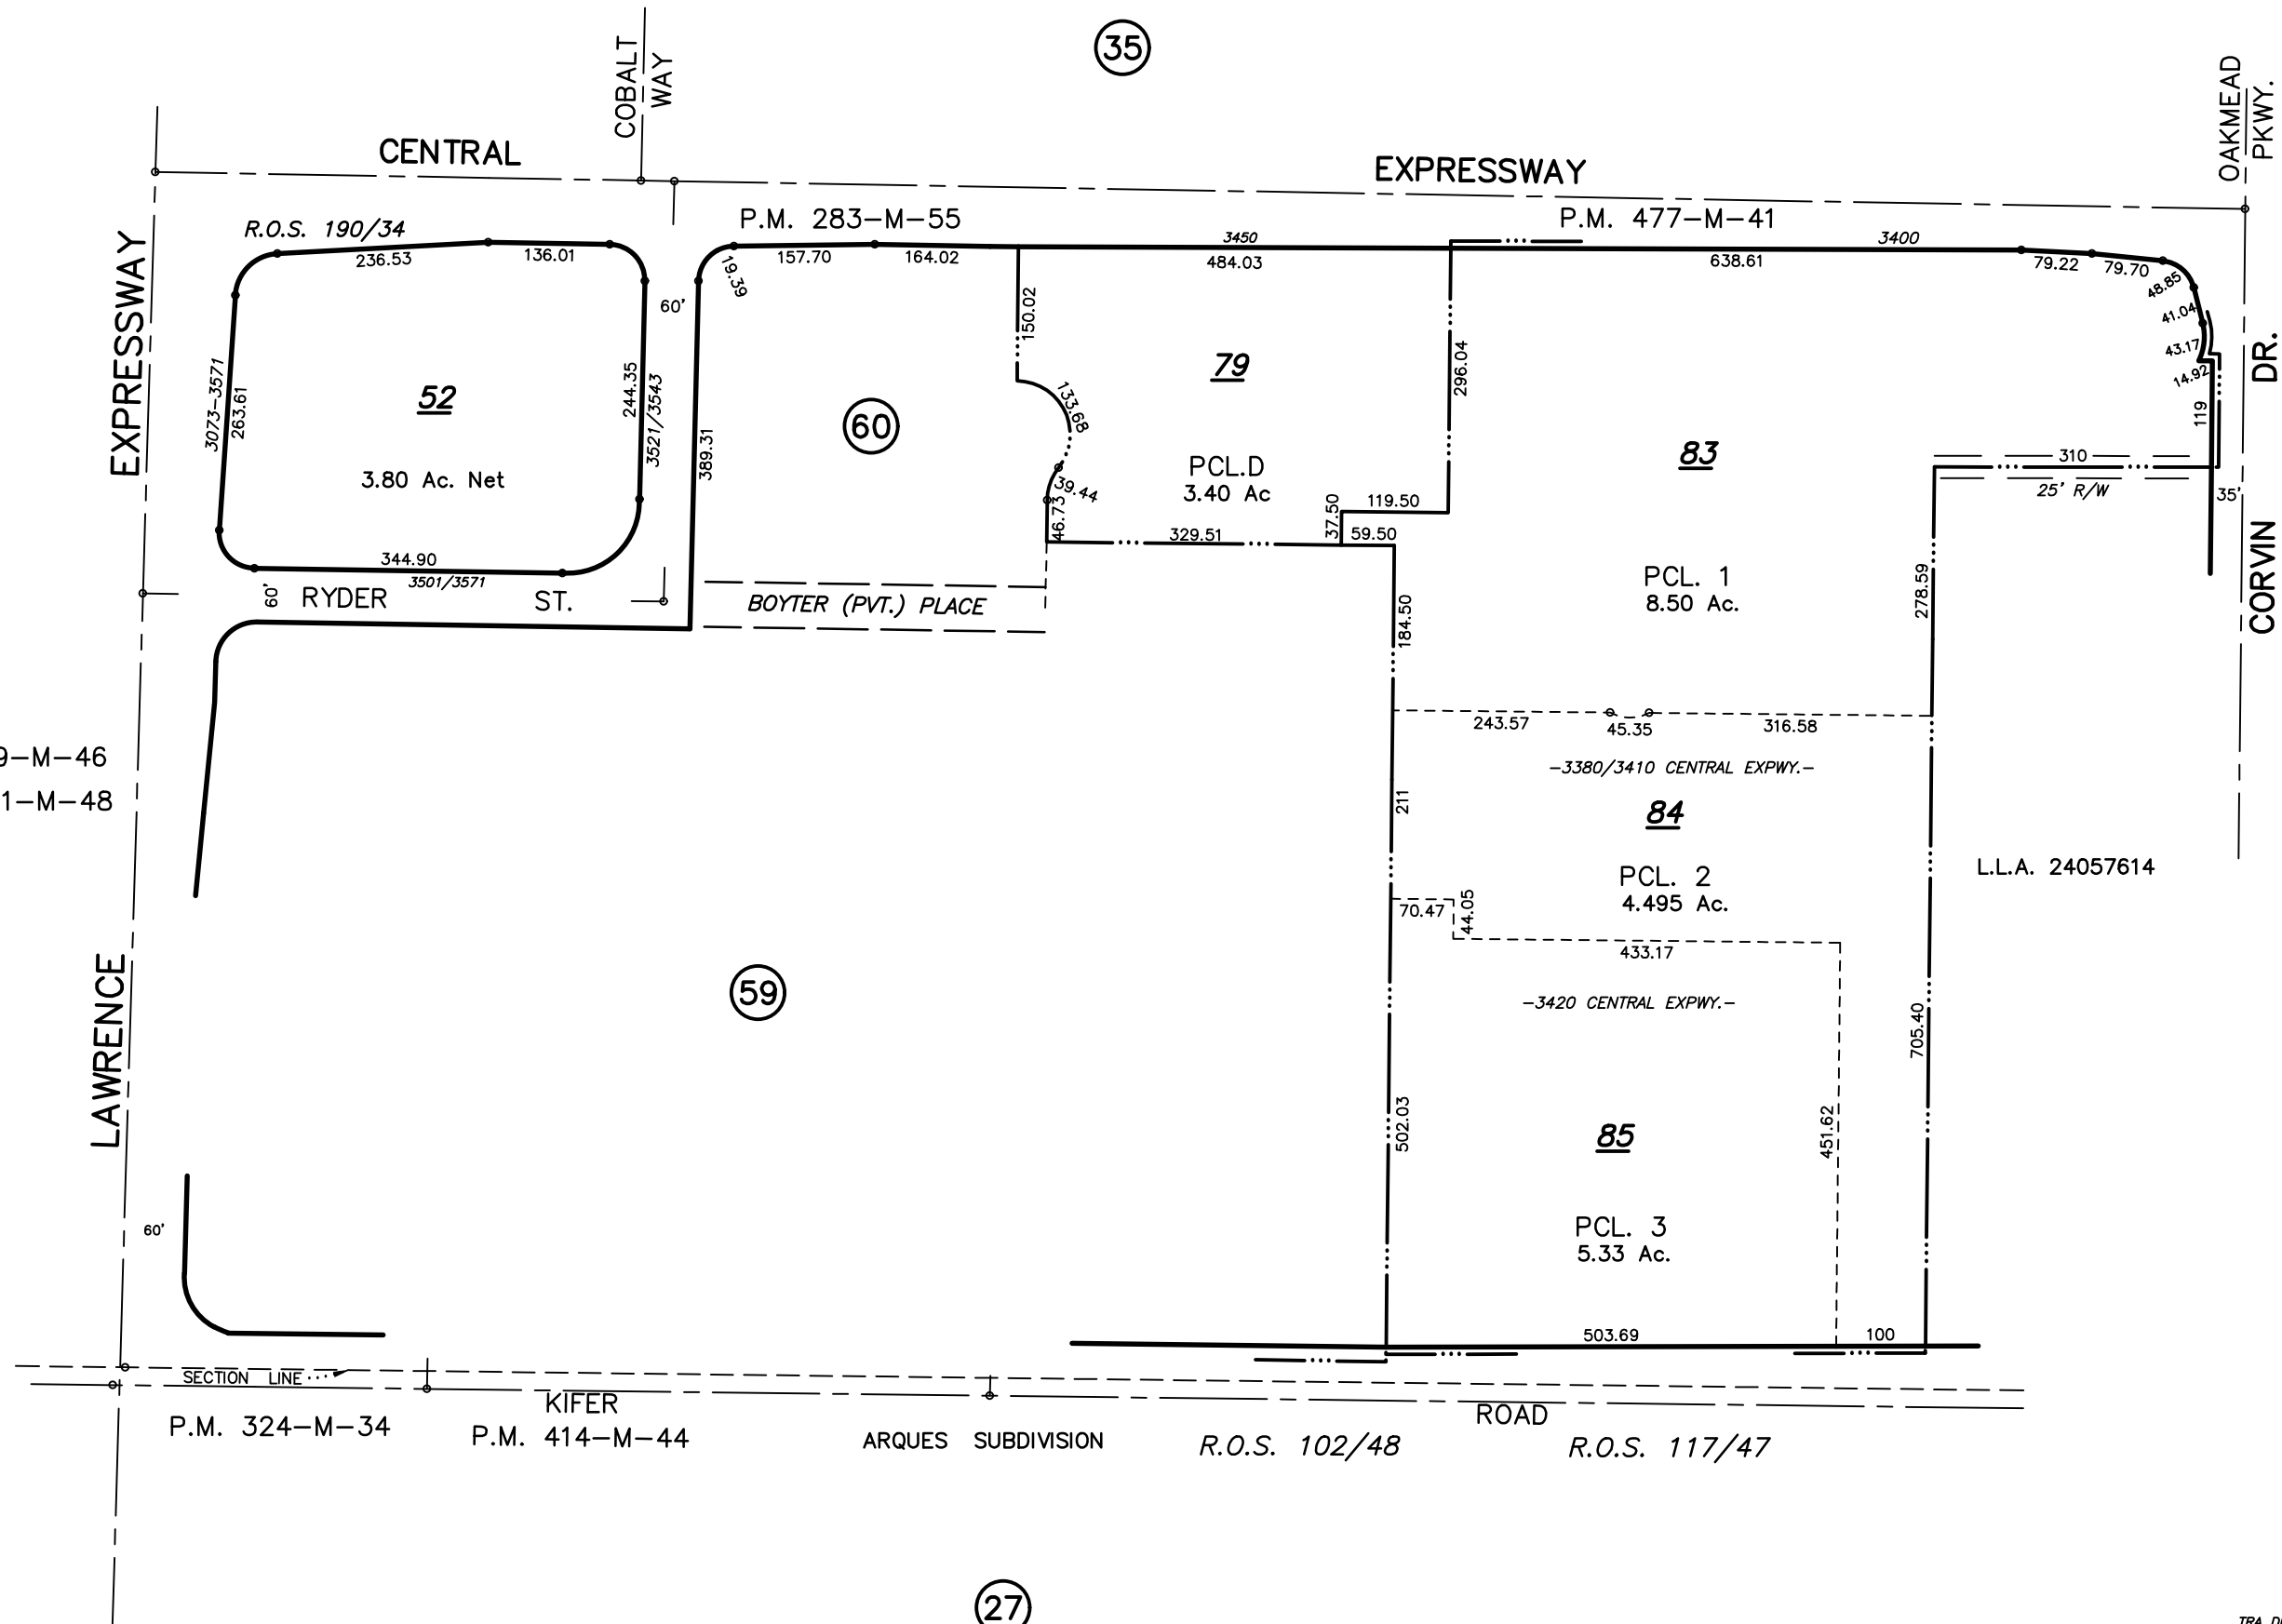 35
COBALT
WAY
OAKMEAD
PKWY.
CENTRAL
EXPRESSWAY
R.O.S. 190/34
P.M. 283-M-55
P.M. 477-M-41
236.53
136.01
19.39
157.70
164.02
3450
484.03
3400
638.61
79.22
79.70
48.85
41.04
43.17
14.92
119
EXPRESSWAY
3073-3571
263.61
52
3.80 Ac. Net
244.35
3521/3543
60'
389.31
60
150.02
133.68
39.44
46.73
79
PCL.D
3.40 Ac
296.04
119.50
37.50
59.50
329.51
83
PCL. 1
8.50 Ac.
310
25' R/W
35'
DR.
CORVIN
344.90
3501/3571
60'
RYDER ST.
BOYTER (PVT.) PLACE
184.50
278.59
243.57
45.35
316.58
-3380/3410 CENTRAL EXPWY.-
9-M-46
1-M-48
211
84
PCL. 2
4.495 Ac.
L.L.A. 24057614
70.47
44.05
433.17
LAWRENCE
59
-3420 CENTRAL EXPWY.-
705.40
502.03
451.62
85
PCL. 3
5.33 Ac.
60'
503.69
100
SECTION LINE
KIFER
ROAD
P.M. 324-M-34
P.M. 414-M-44
ARQUES SUBDIVISION
R.O.S. 102/48
R.O.S. 117/47
27